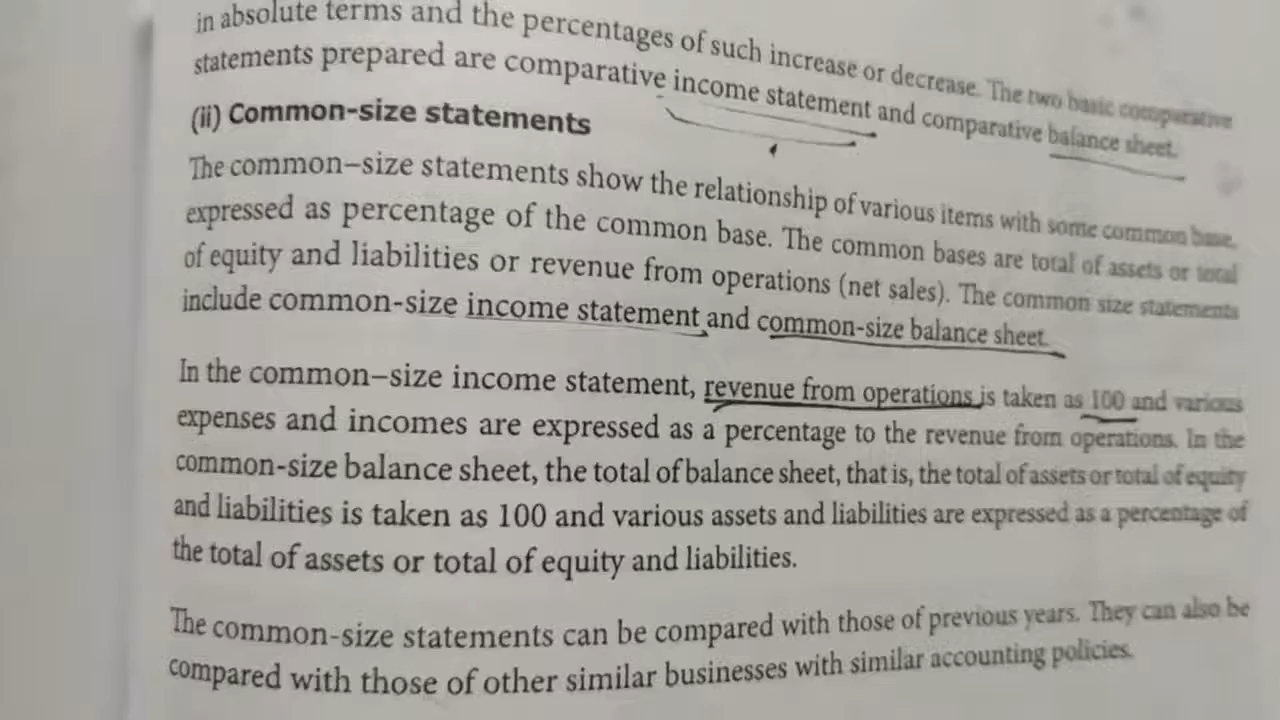 in absolute terms and the percentages of such increase or decrease. The two basic comparative
statements prepared are comparative income statement and comparative balance sheet.
(ii) Common-size statements
The common–size statements show the relationship of various items with some common base,
expressed as percentage of the common base. The common bases are total of assets or total
of equity and liabilities or revenue from operations (net sales). The common size statements
include common-size income statement and common-size balance sheet.
In the common–size income statement, revenue from operations is taken as 100 and various
expenses and incomes are expressed as a percentage to the revenue from operations. In the
common-size balance sheet, the total of balance sheet, that is, the total of assets or total of equity
and liabilities is taken as 100 and various assets and liabilities are expressed as a percentage of
the total of assets or total of equity and liabilities.
The common-size statements can be compared with those of previous years. They can also be
compared with those of other similar businesses with similar accounting policies.